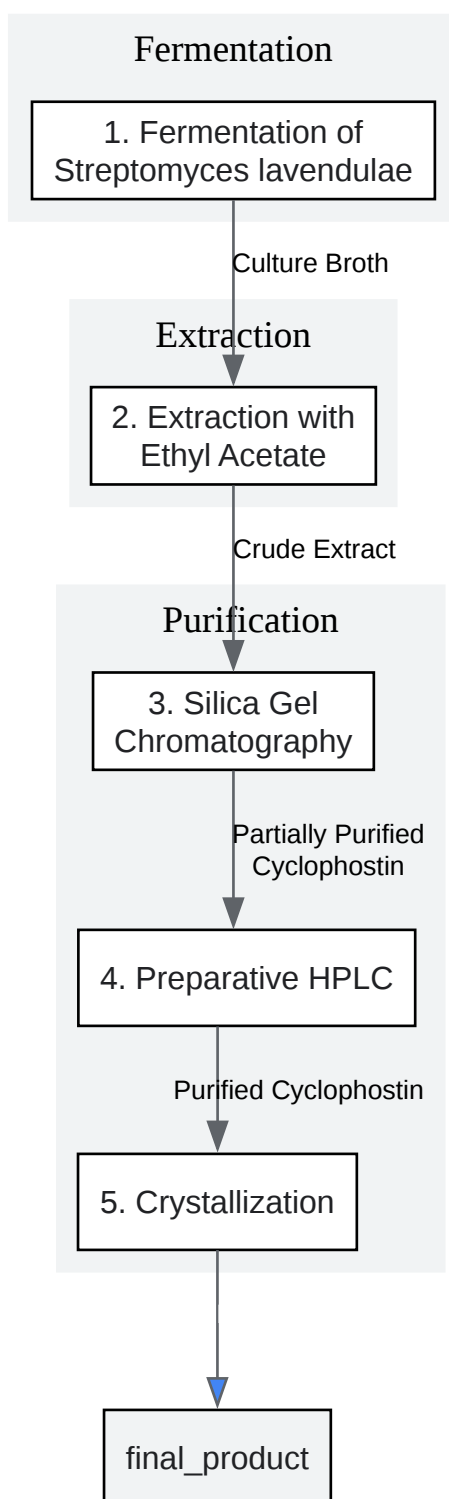 Fermentation
1. Fermentation of
Streptomyces lavendulae
Culture Broth
Extraction
2. Extraction with
Ethyl Acetate
Crude Extract
Purification
3. Silica Gel
Chromatography
Partially Purified
Cyclophostin
4. Preparative HPLC
Purified Cyclophostin
5. Crystallization
final_product